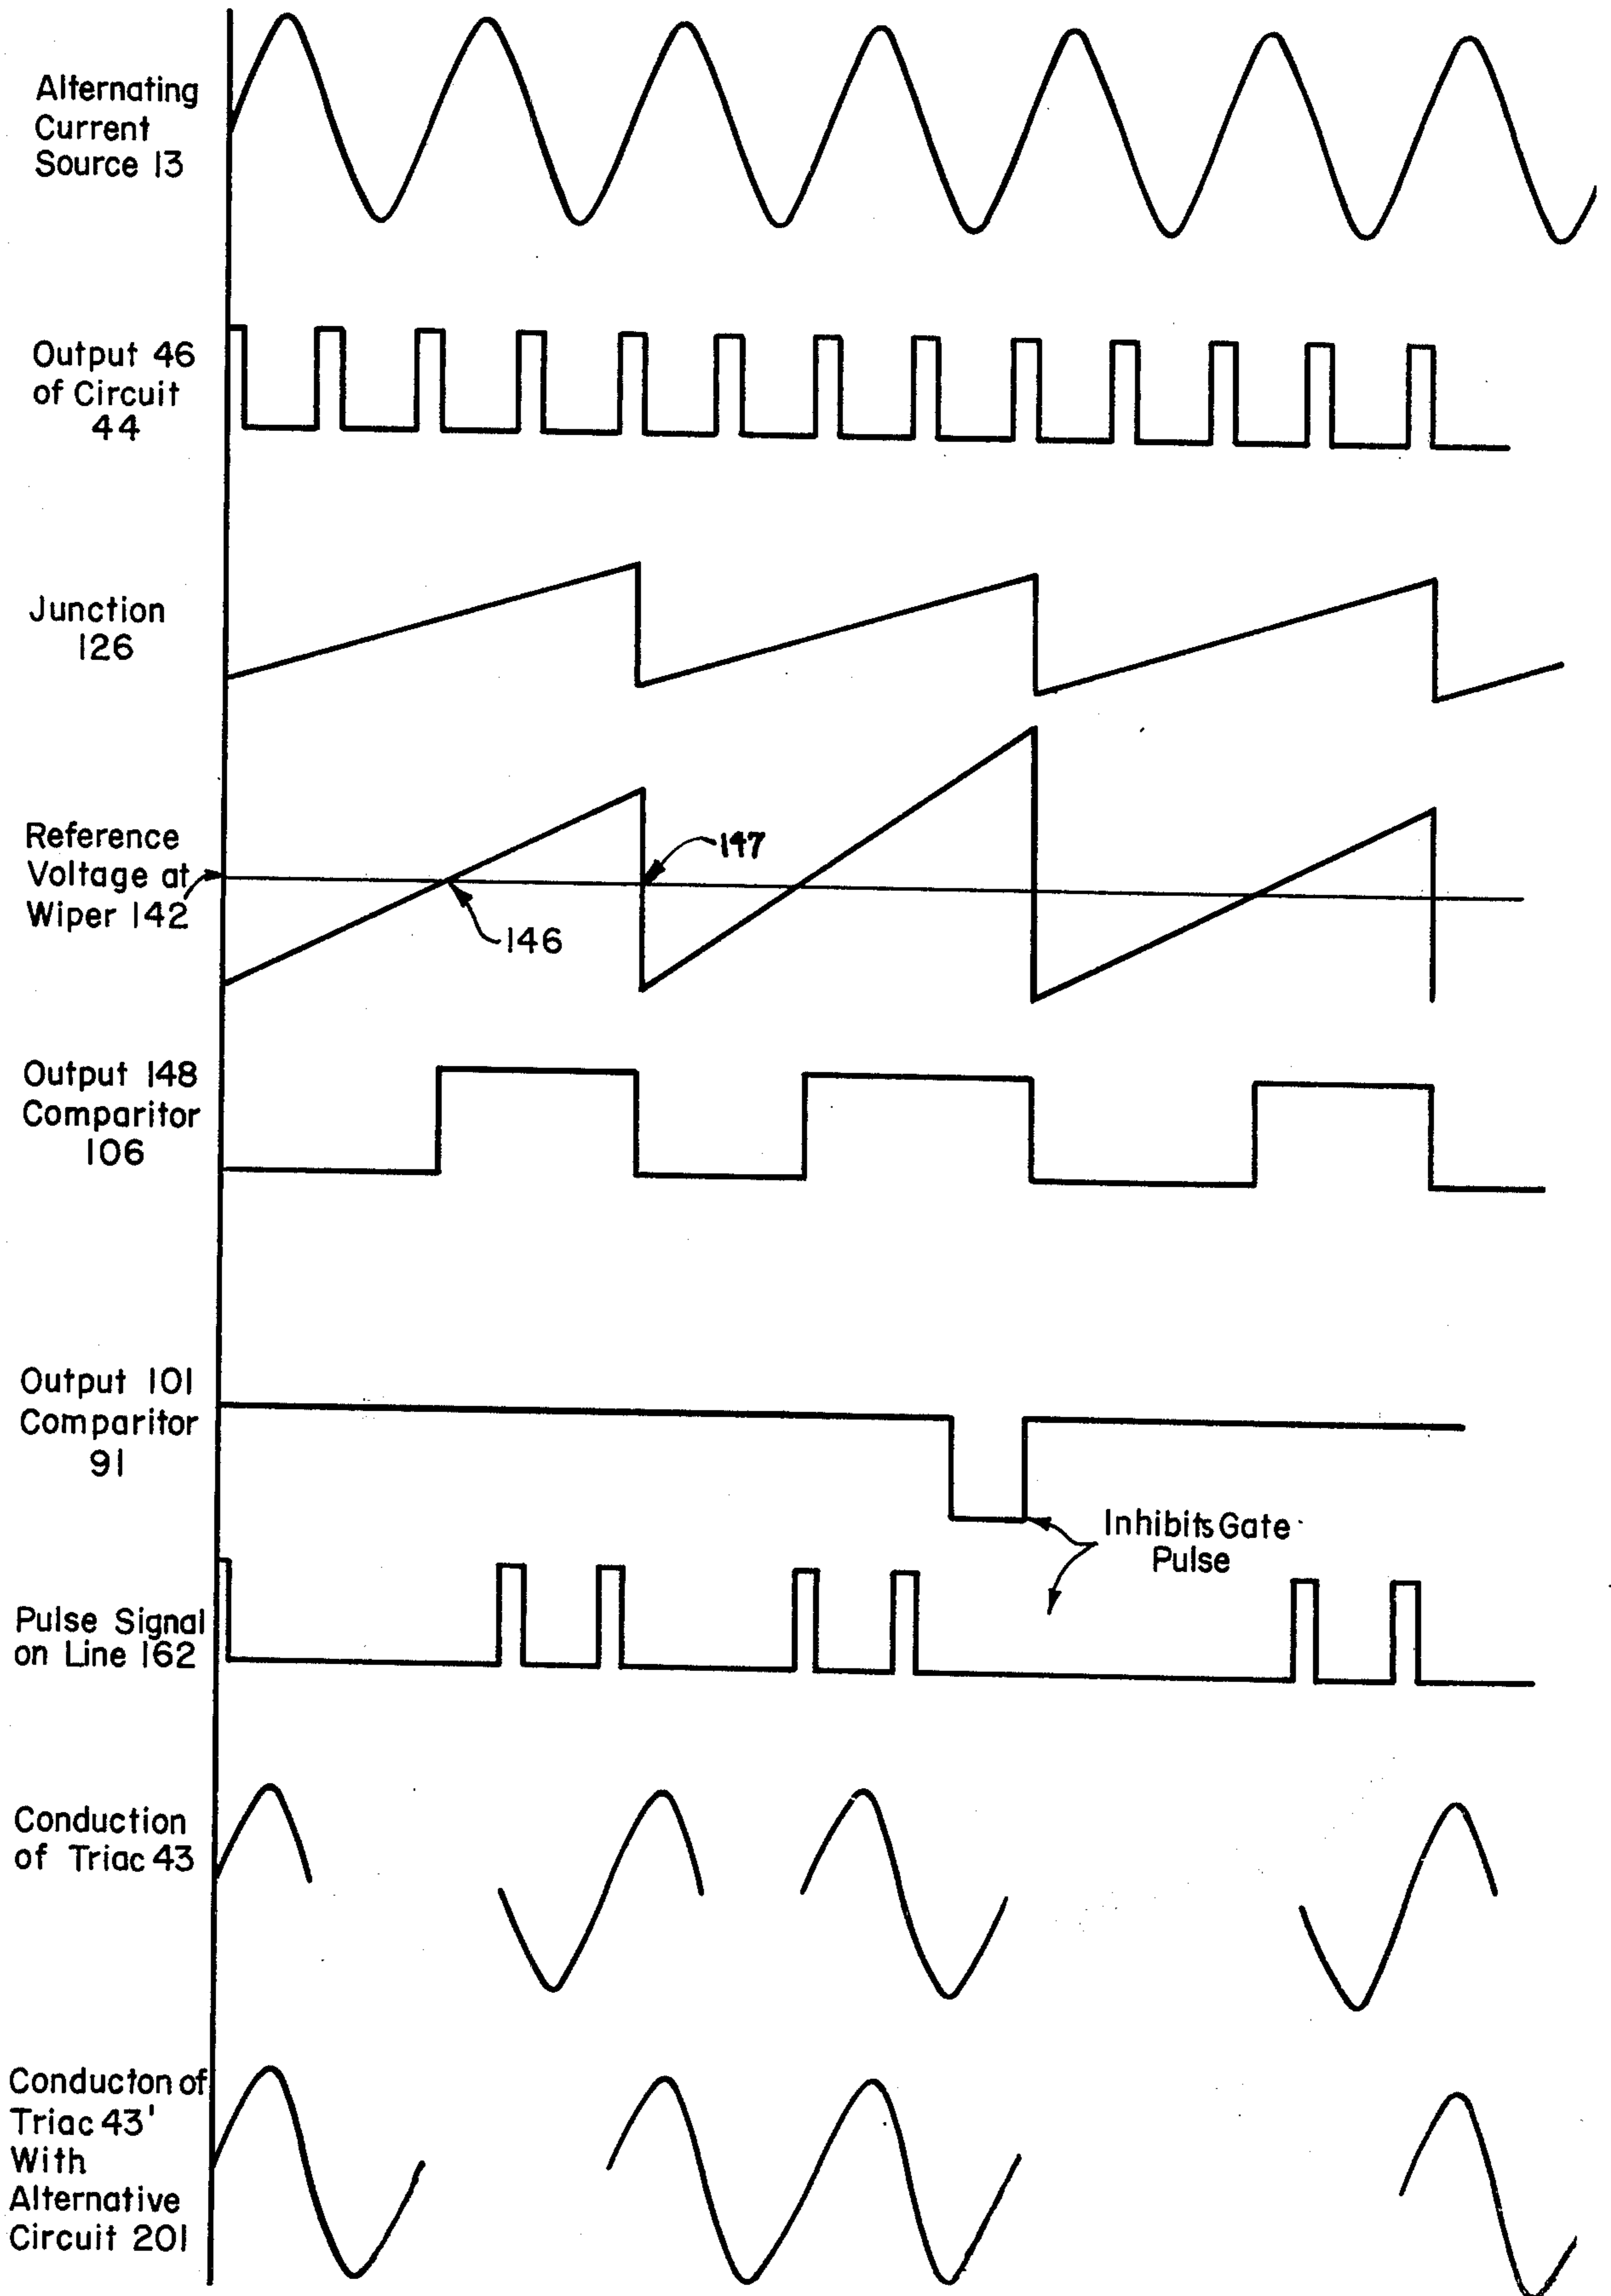 Alternating
Current
Source 13
Output 46
of Circuit
44
Junction
126
Reference
Voltage at
Wiper 142
147
146
Output 148
Comparitor
106
Output 101
Comparitor
91
Inhibits Gate
Pulse
Pulse Signal
on Line 162
Conduction
of Triac 43
Conducton of
Triac 43'
With
Alternative
Circuit 201